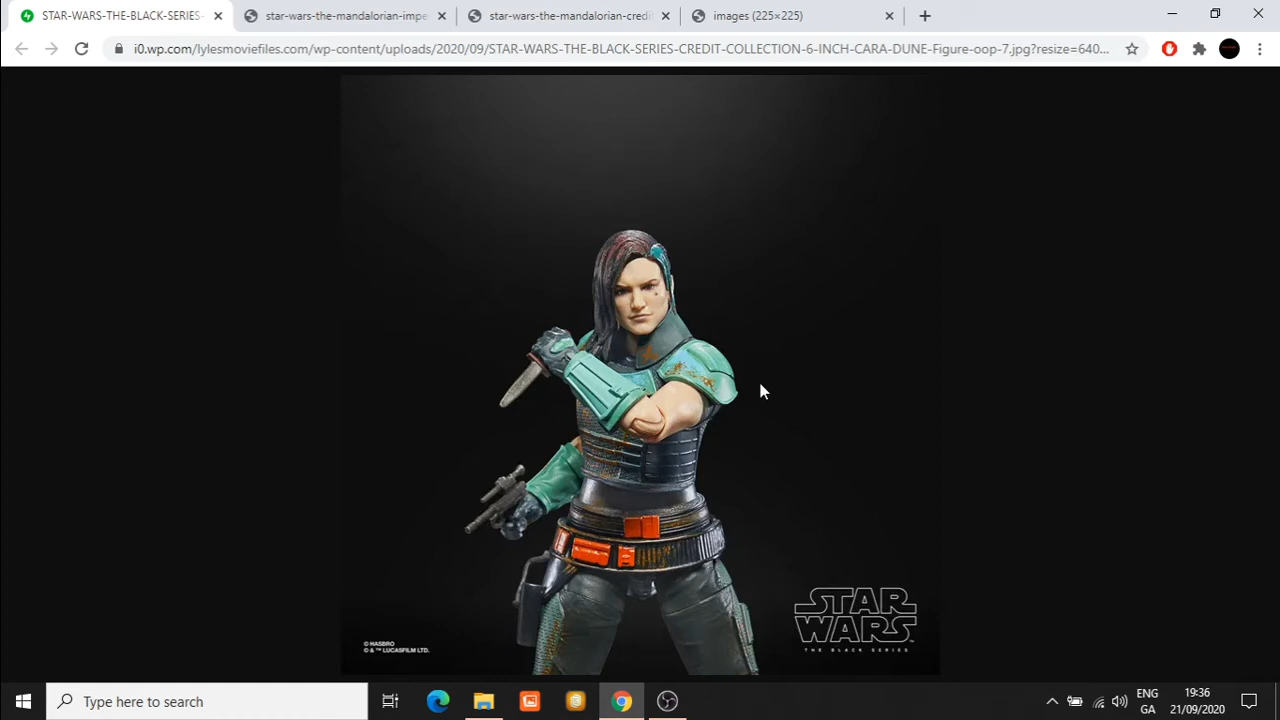 STAR-WARS-THE-BLACK-SERIES-
star-wars-the-mandalorian-impe
star-wars-the-mandalorian-credi
images (225×225)
i0.wp.com/lylesmoviefiles.com/wp-content/uploads/2020/09/STAR-WARS-THE-BLACK-SERIES-CREDIT-COLLECTION-6-INCH-CARA-DUNE-Figure-oop-7.jpg?resize=640...
STAR
WARS
THE BLACK SERIES
© HASBRO
© & ™ LUCASFILM LTD.
Type here to search
ENG
GA
19:36
21/09/2020